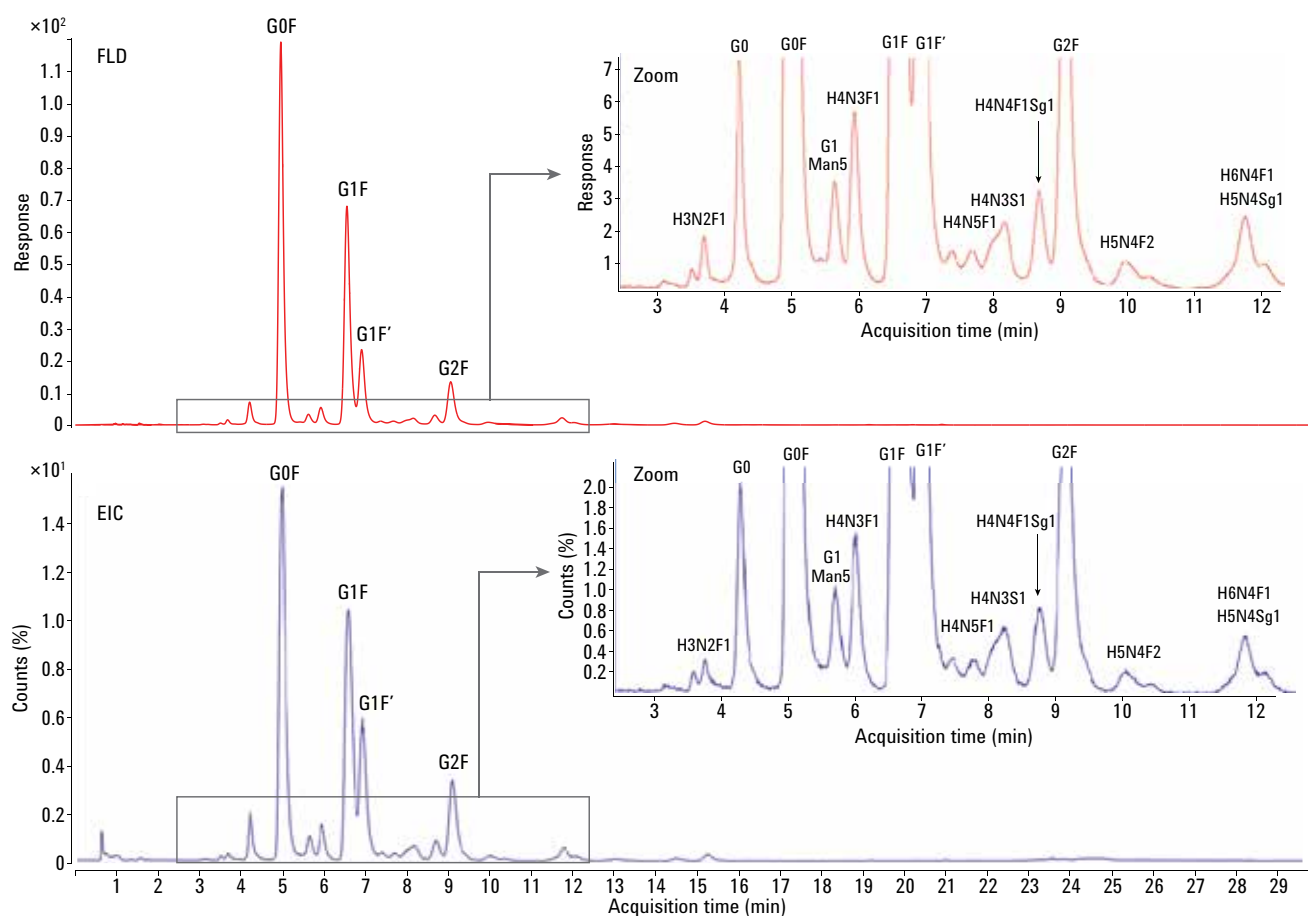 ×10²
FLD
G0F
G1F
G1F’
G2F
1.1
1.0
0.9
0.8
0.7
0.6
0.5
0.4
0.3
0.2
0.1
0
Response
Zoom
G0
G0F
G1F
G1F’
G2F
H3N2F1
G1
Man5
H4N3F1
H4N5F1
H4N3S1
H4N4F1Sg1
H5N4F2
H6N4F1
H5N4Sg1
7
6
5
4
3
2
1
Response
3 4 5 6 7 8 9 10 11 12
Acquisition time (min)
×10¹
EIC
G0F
G1F
G1F’
G2F
1.4
1.2
1.0
0.8
0.6
0.4
0.2
0
Counts (%)
Zoom
G0
G0F
G1F
G1F’
G2F
H3N2F1
G1
Man5
H4N3F1
H4N5F1
H4N3S1
H4N4F1Sg1
H5N4F2
H6N4F1
H5N4Sg1
2.0
1.8
1.6
1.4
1.2
1.0
0.8
0.6
0.4
0.2
Counts (%)
3 4 5 6 7 8 9 10 11 12
Acquisition time (min)
1 2 3 4 5 6 7 8 9 10 11 12 13 14 15 16 17 18 19 20 21 22 23 24 25 26 27 28 29
Acquisition time (min)